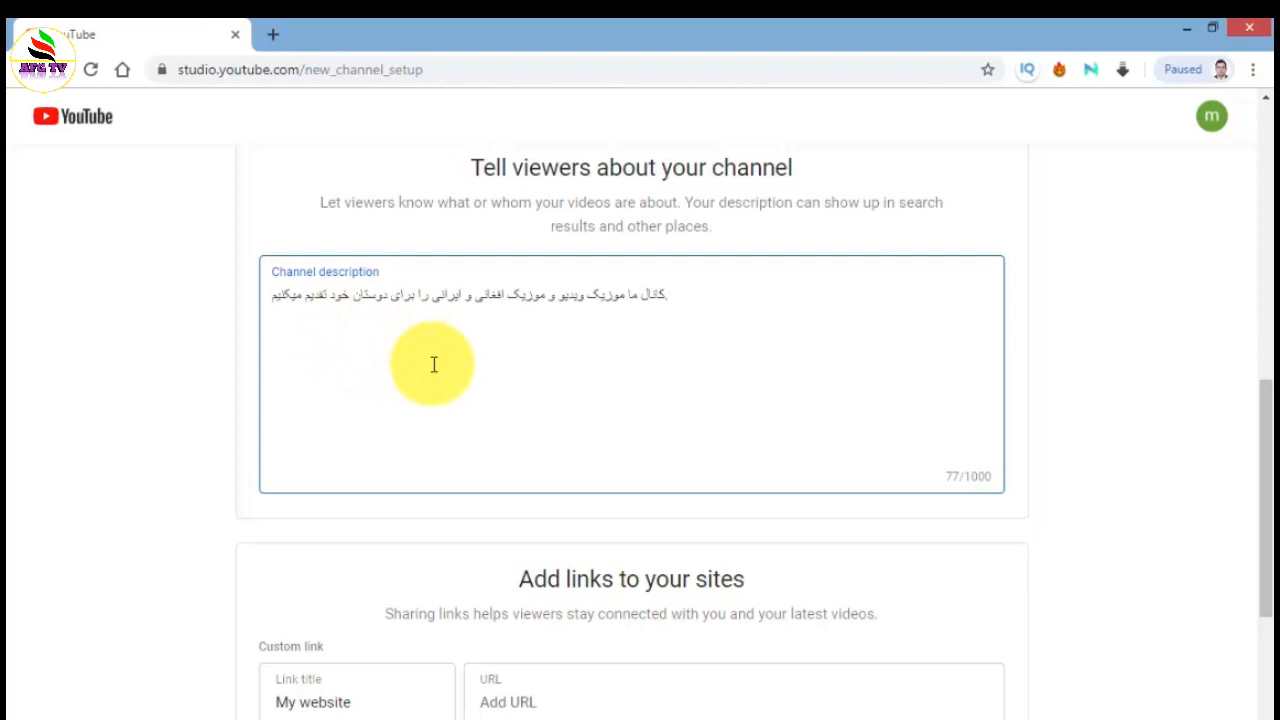 YouTube
AFG TV
studio.youtube.com/new_channel_setup
IQ
Paused
YouTube
m
Tell viewers about your channel
Let viewers know what or whom your videos are about. Your description can show up in search
results and other places.
Channel description
کانال ما موزیک ویدیو و موزیک افغانی و ایرانی را برای دوستان خود تقدیم میکنیم.
77/1000
Add links to your sites
Sharing links helps viewers stay connected with you and your latest videos.
Custom link
Link title
URL
My website
Add URL